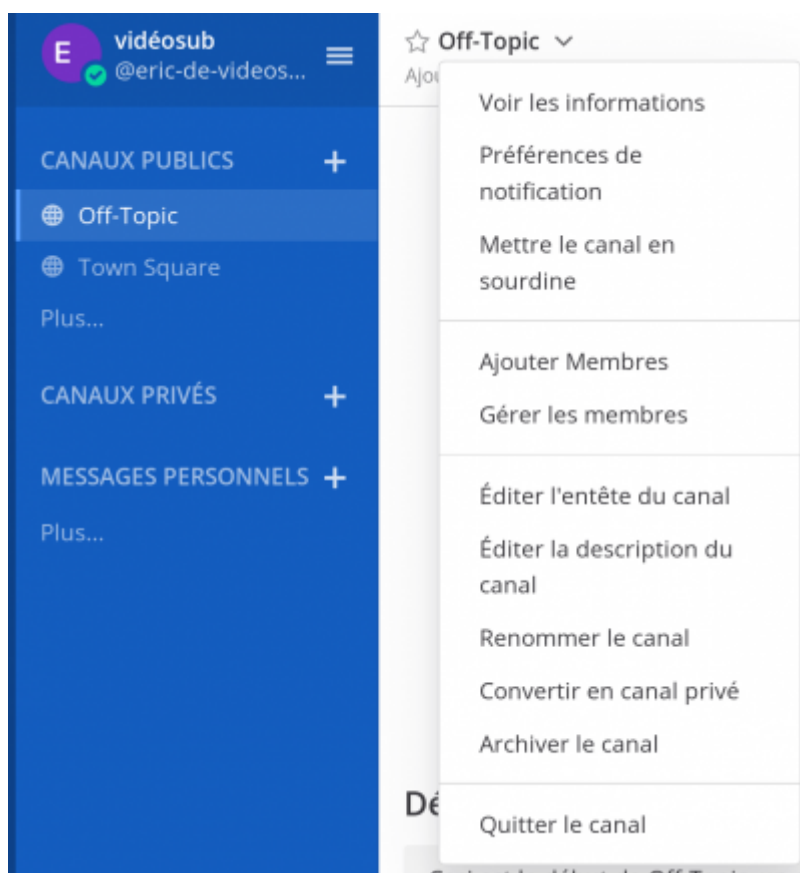 E
vidéosub
@eric-de-videos...
CANAUX PUBLICS
Off-Topic
Town Square
Plus...
CANAUX PRIVÉS
MESSAGES PERSONNELS
Plus...
Off-Topic
Ajou
Voir les informations
Préférences de
notification
Mettre le canal en
sourdine
Ajouter Membres
Gérer les membres
Éditer l'entête du canal
Éditer la description du
canal
Renommer le canal
Convertir en canal privé
Archiver le canal
Quitter le canal
Dé